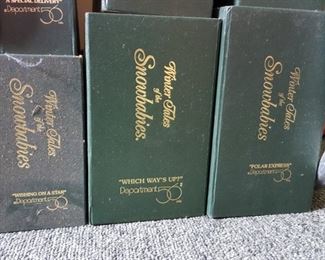 A SPECIAL DELIVERY"
Department 56
Winter Tales
of the
Snowbabies
"WISHING ON A STAR"
Department 56
Winter Tales
of the
Snowbabies
"WHICH WAY'S UP?"
Department 56
Winter Tales
of the
Snowbabies
"POLAR EXPRESS"
Department 56